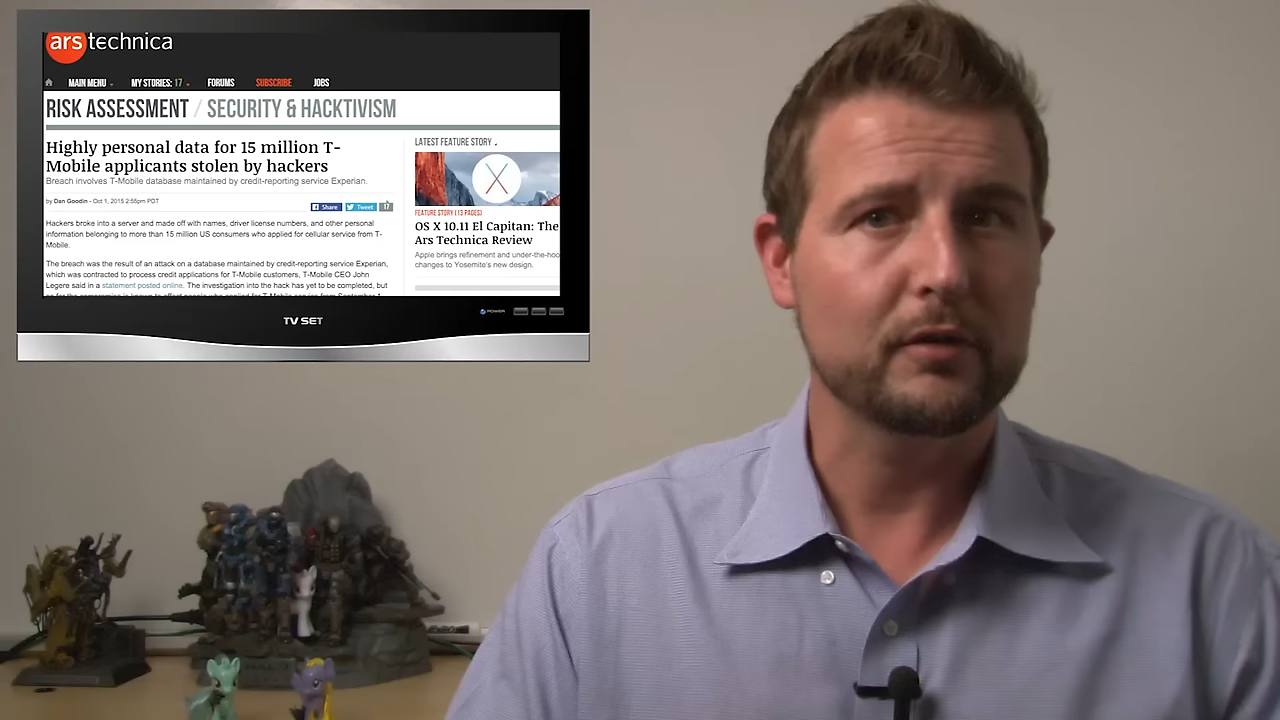 ars technica
MAIN MENU MY STORIES: 17 FORUMS SUBSCRIBE JOBS
RISK ASSESSMENT / SECURITY & HACKTIVISM
Highly personal data for 15 million T-
Mobile applicants stolen by hackers
Breach involves T-Mobile database maintained by credit-reporting service Experian.
by Dan Goodin - Oct 1, 2015 2:55pm PDT
Share Tweet 17
Hackers broke into a server and made off with names, driver license numbers, and other personal
information belonging to more than 15 million US consumers who applied for cellular service from T-
Mobile.
The breach was the result of an attack on a database maintained by credit-reporting service Experian,
which was contracted to process credit applications for T-Mobile customers, T-Mobile CEO John
Legere said in a statement posted online. The investigation into the hack has yet to be completed, but
LATEST FEATURE STORY
FEATURE STORY (13 PAGES)
OS X 10.11 El Capitan: The
Ars Technica Review
Apple brings refinement and under-the-hoo
changes to Yosemite's new design.
TV SET
POWER